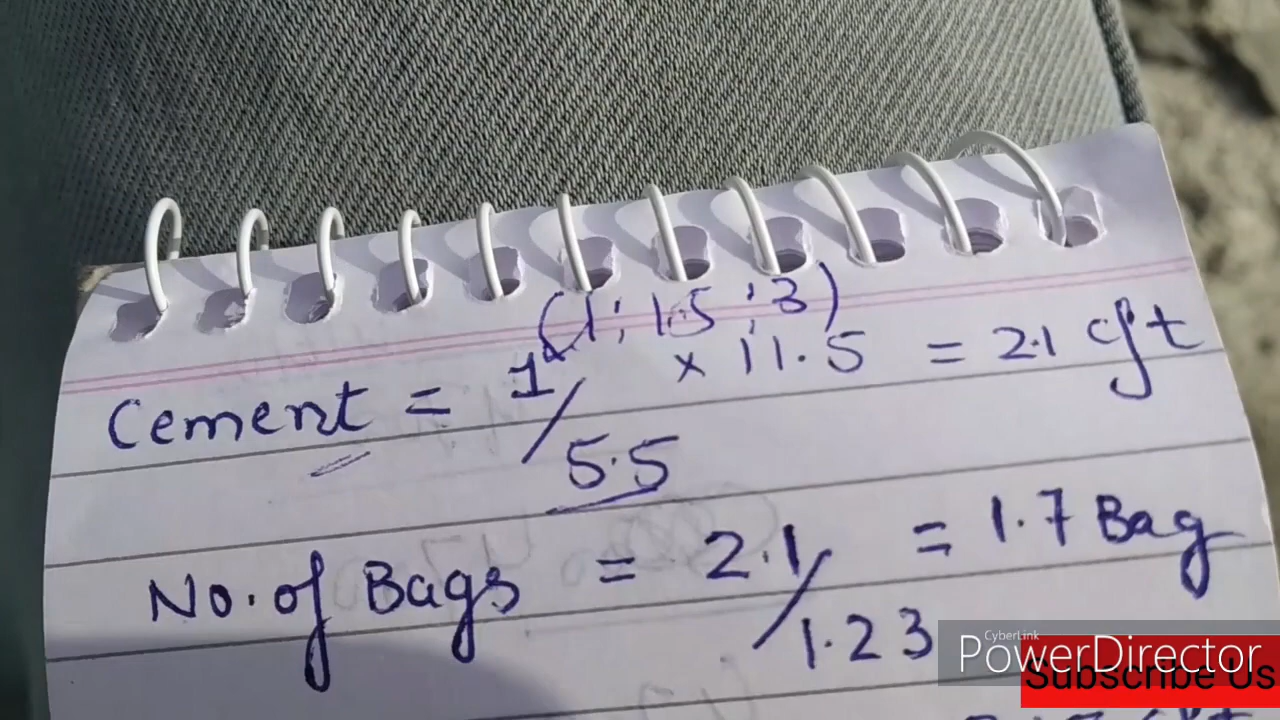 (1:1.5:3)
Cement = 1/5.5 x 11.5 = 2.1 cft
No. of Bags = 2.1/1.23 = 1.7 Bag
CyberLink
PowerDirector
Subscribe Us